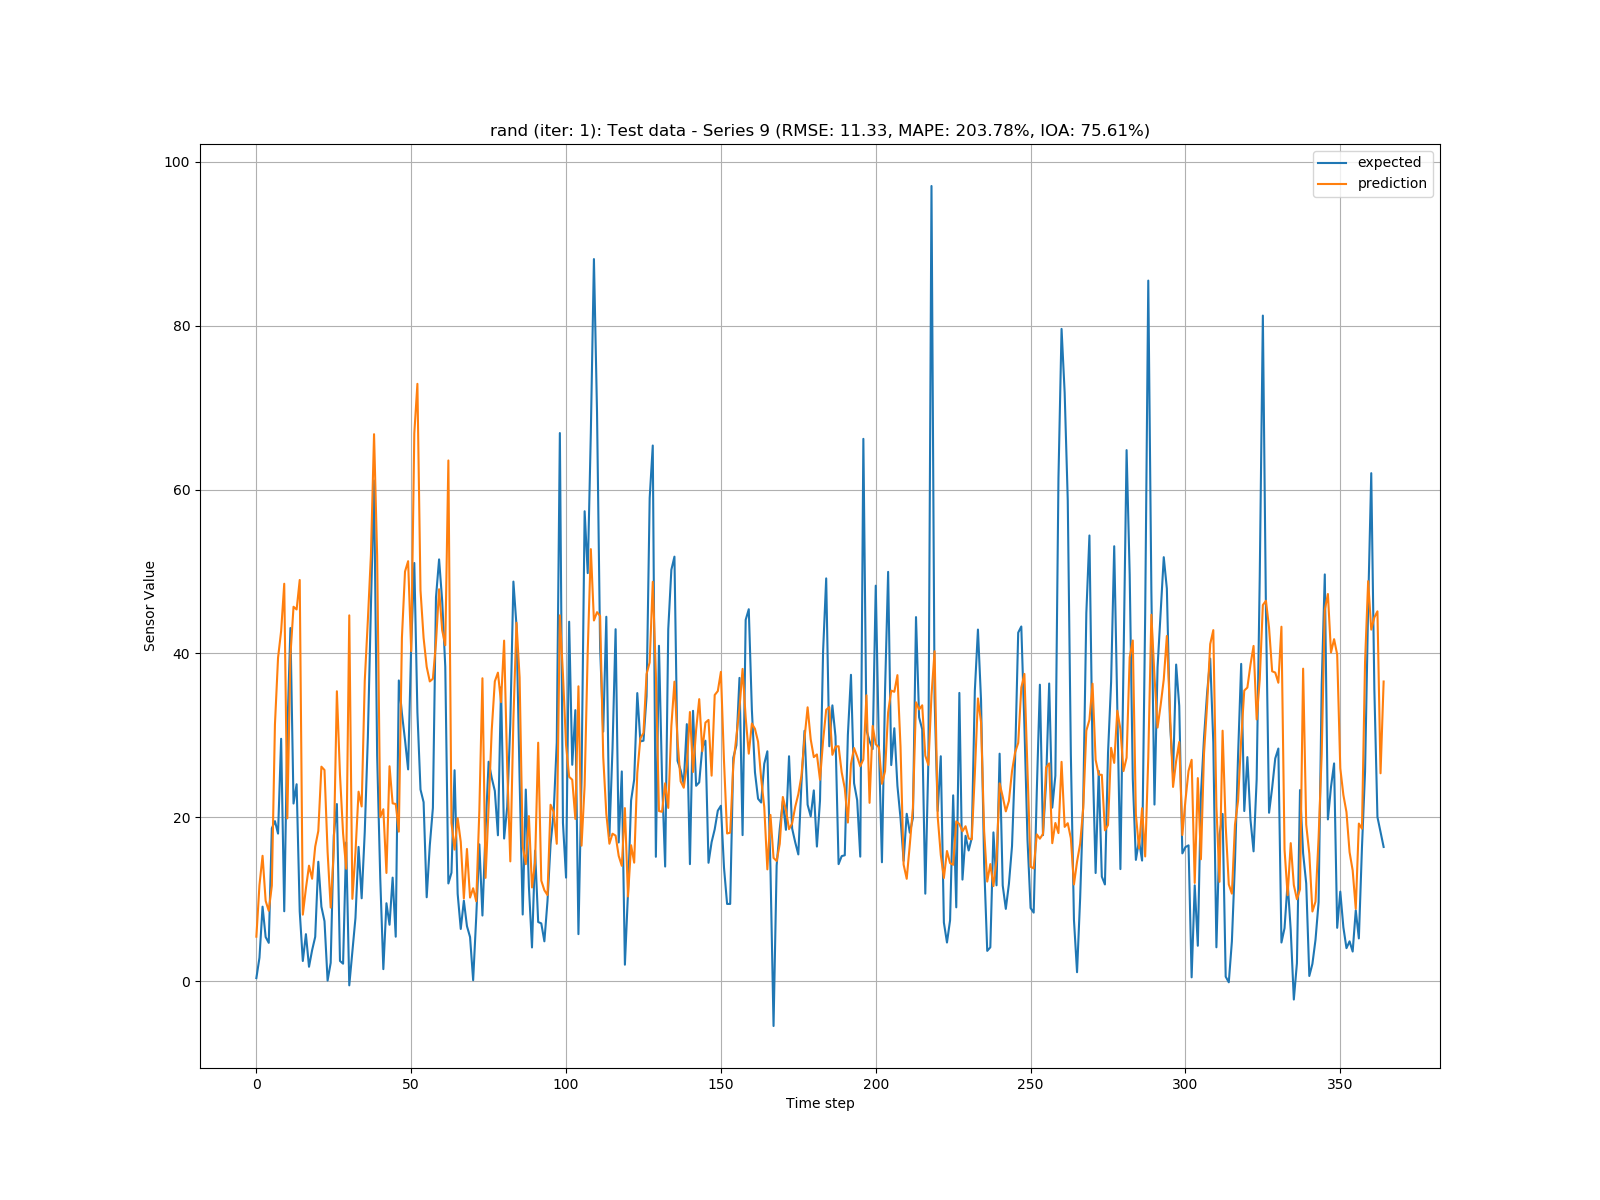 rand (iter: 1): Test data - Series 9 (RMSE: 11.33, MAPE: 203.78%, IOA: 75.61%)
expected
prediction
Sensor Value
100
80
60
40
20
0
0 50 100 150 200 250 300 350
Time step